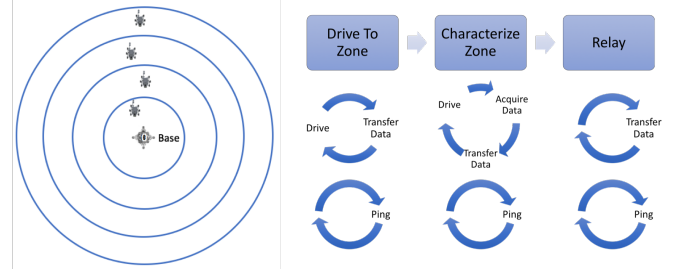 Base
Drive To
Zone
Characterize
Zone
Relay
Drive
Transfer
Data
Drive
Acquire
Data
Transfer
Data
Transfer
Data
Ping
Ping
Ping